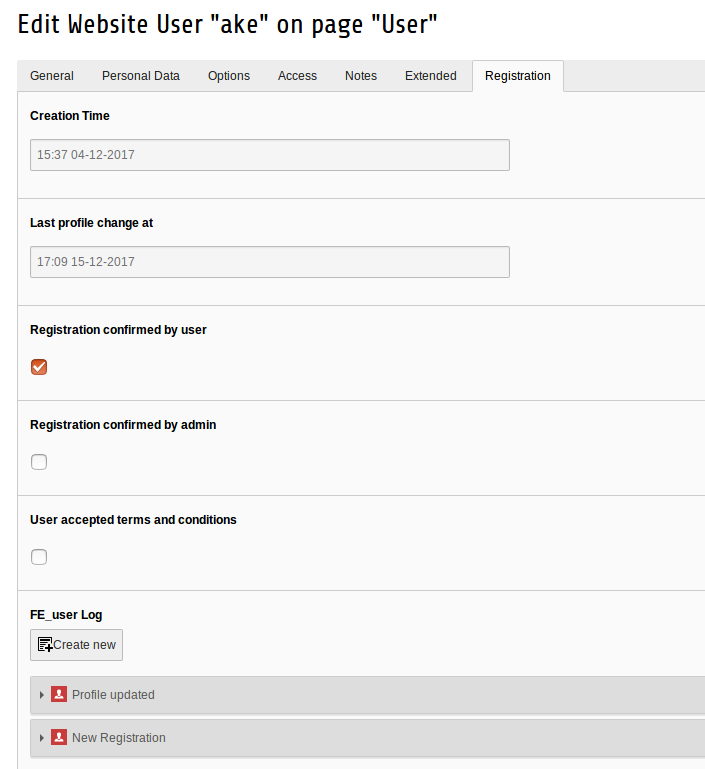 Edit Website User "ake" on page "User"
General Personal Data Options Access Notes Extended Registration
Creation Time
15:37 04-12-2017
Last profile change at
17:09 15-12-2017
Registration confirmed by user
Registration confirmed by admin
User accepted terms and conditions
FE_user Log
Create new
Profile updated
New Registration